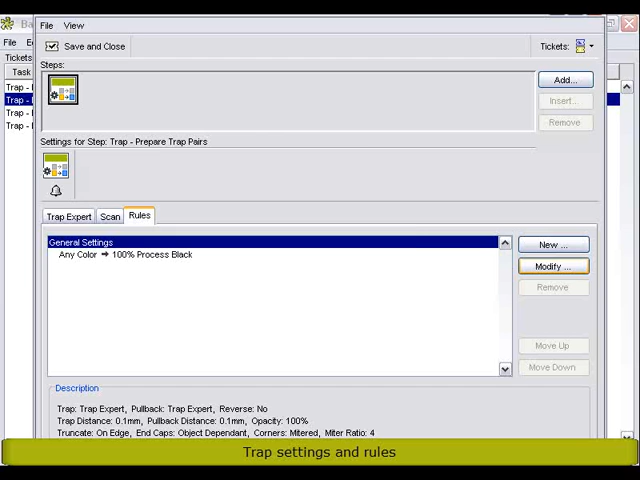 Ba
File View
File E
Save and Close
Tickets:
Tickets
Steps:
Task
Add...
Trap - I
Trap - I
Trap - I
Trap - I
Insert...
Remove
Settings for Step: Trap - Prepare Trap Pairs
Trap Expert Scan Rules
General Settings
Any Color → 100% Process Black
New ...
Modify ...
Remove
Move Up
Move Down
Description
Trap: Trap Expert, Pullback: Trap Expert, Reverse: No
Trap Distance: 0.1mm, Pullback Distance: 0.1mm, Opacity: 100%
Truncate: On Edge, End Caps: Object Dependant, Corners: Mitered, Miter Ratio: 4
Trap settings and rules